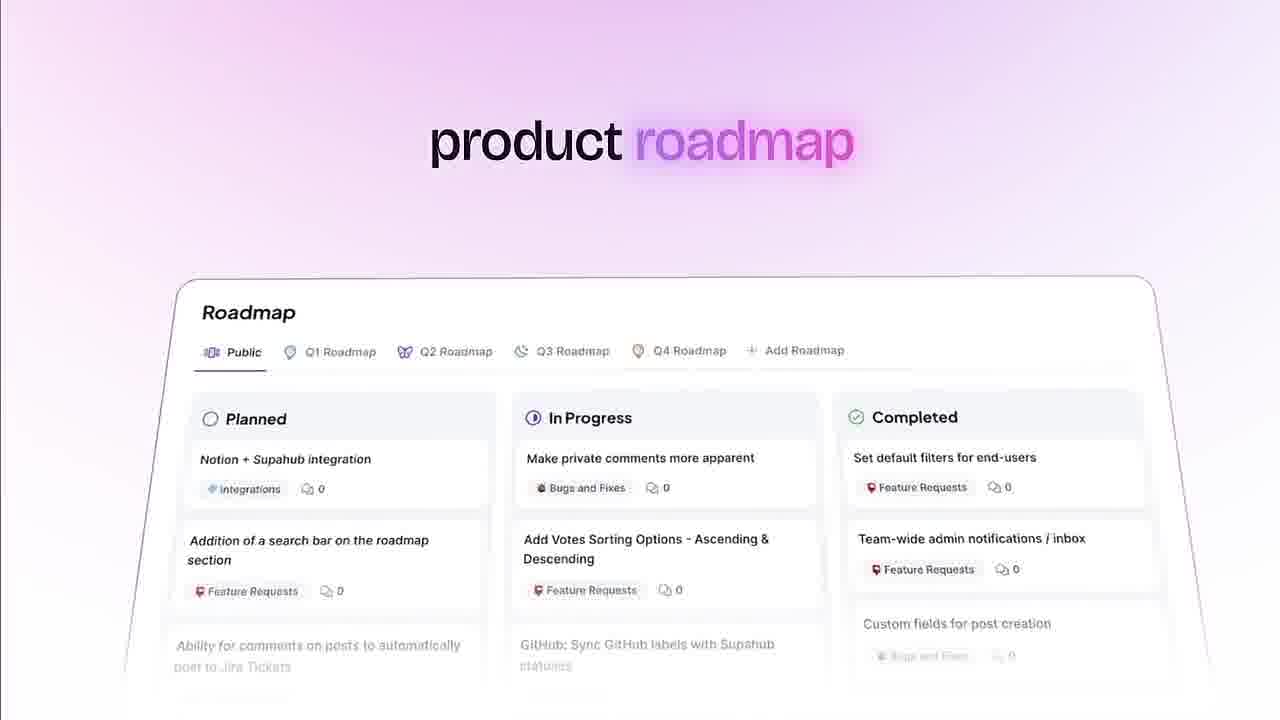 product roadmap
Roadmap
Public
Q1 Roadmap
Q2 Roadmap
Q3 Roadmap
Q4 Roadmap
Add Roadmap
Planned
Notion + Supahub integration
Integrations
0
Addition of a search bar on the roadmap
section
Feature Requests
0
Ability for comments on posts to automatically
post to Jira Tickets
In Progress
Make private comments more apparent
Bugs and Fixes
0
Add Votes Sorting Options - Ascending &
Descending
Feature Requests
0
GitHub: Sync GitHub labels with Supahub
statuses
Completed
Set default filters for end-users
Feature Requests
0
Team-wide admin notifications / inbox
Feature Requests
0
Custom fields for post creation
Bugs and Fixes
0